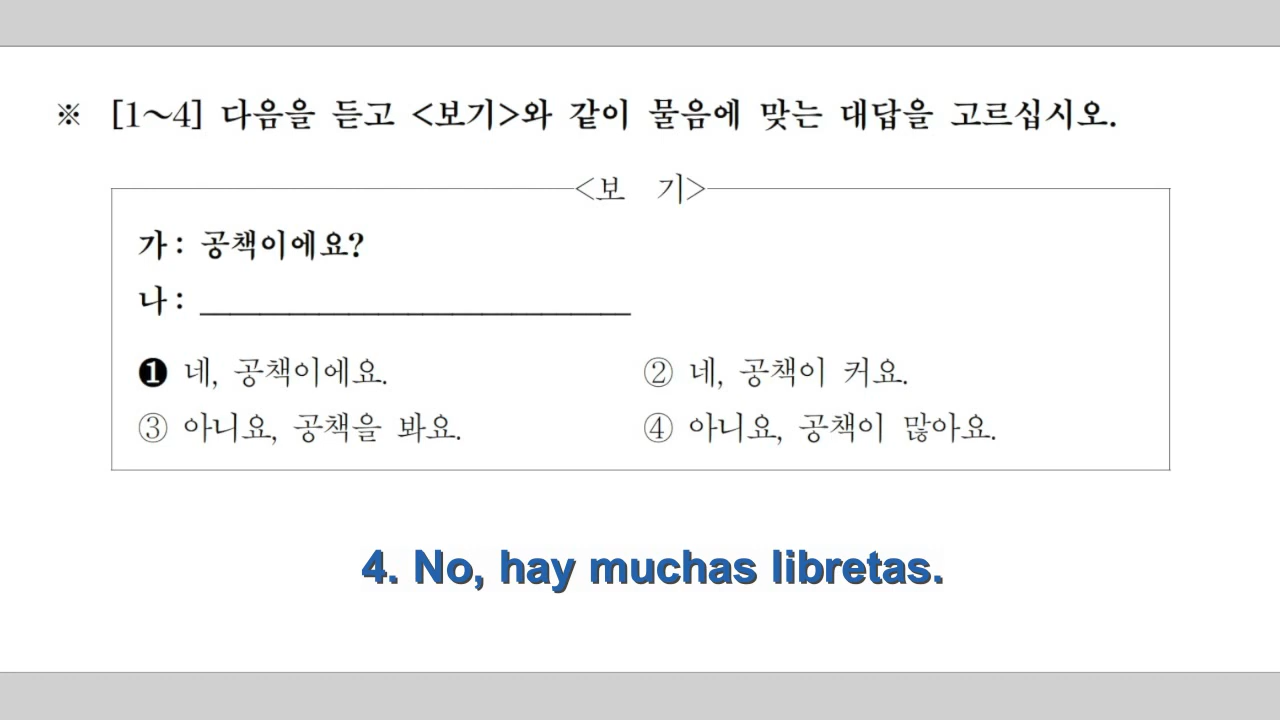 ※ [1～4] 다음을 듣고 <보기>와 같이 물음에 맞는 대답을 고르십시오.
<보 기>
가: 공책이에요?
나: ______________________________
❶ 네, 공책이에요. ② 네, 공책이 커요.
③ 아니요, 공책을 봐요. ④ 아니요, 공책이 많아요.
4. No, hay muchas libretas.